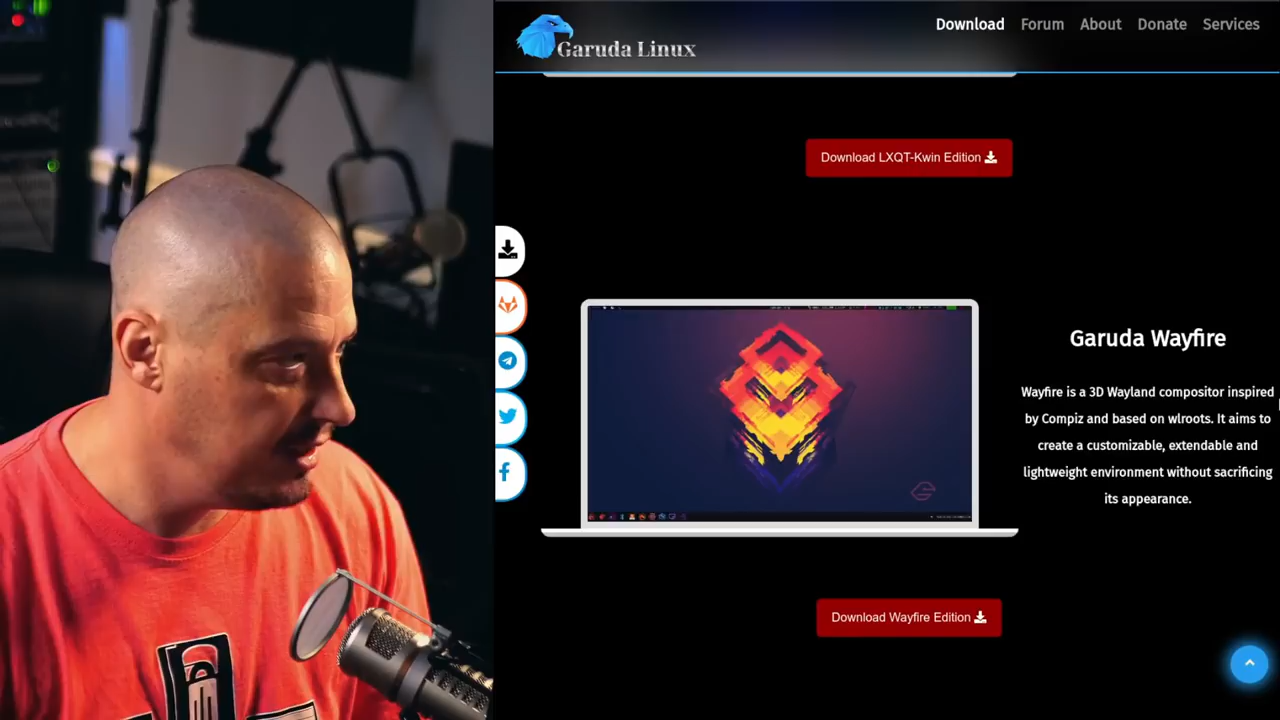 Garuda Linux
Download Forum About Donate Services
Download LXQT-Kwin Edition
Garuda Wayfire
Wayfire is a 3D Wayland compositor inspired
by Compiz and based on wlroots. It aims to
create a customizable, extendable and
lightweight environment without sacrificing
its appearance.
Download Wayfire Edition